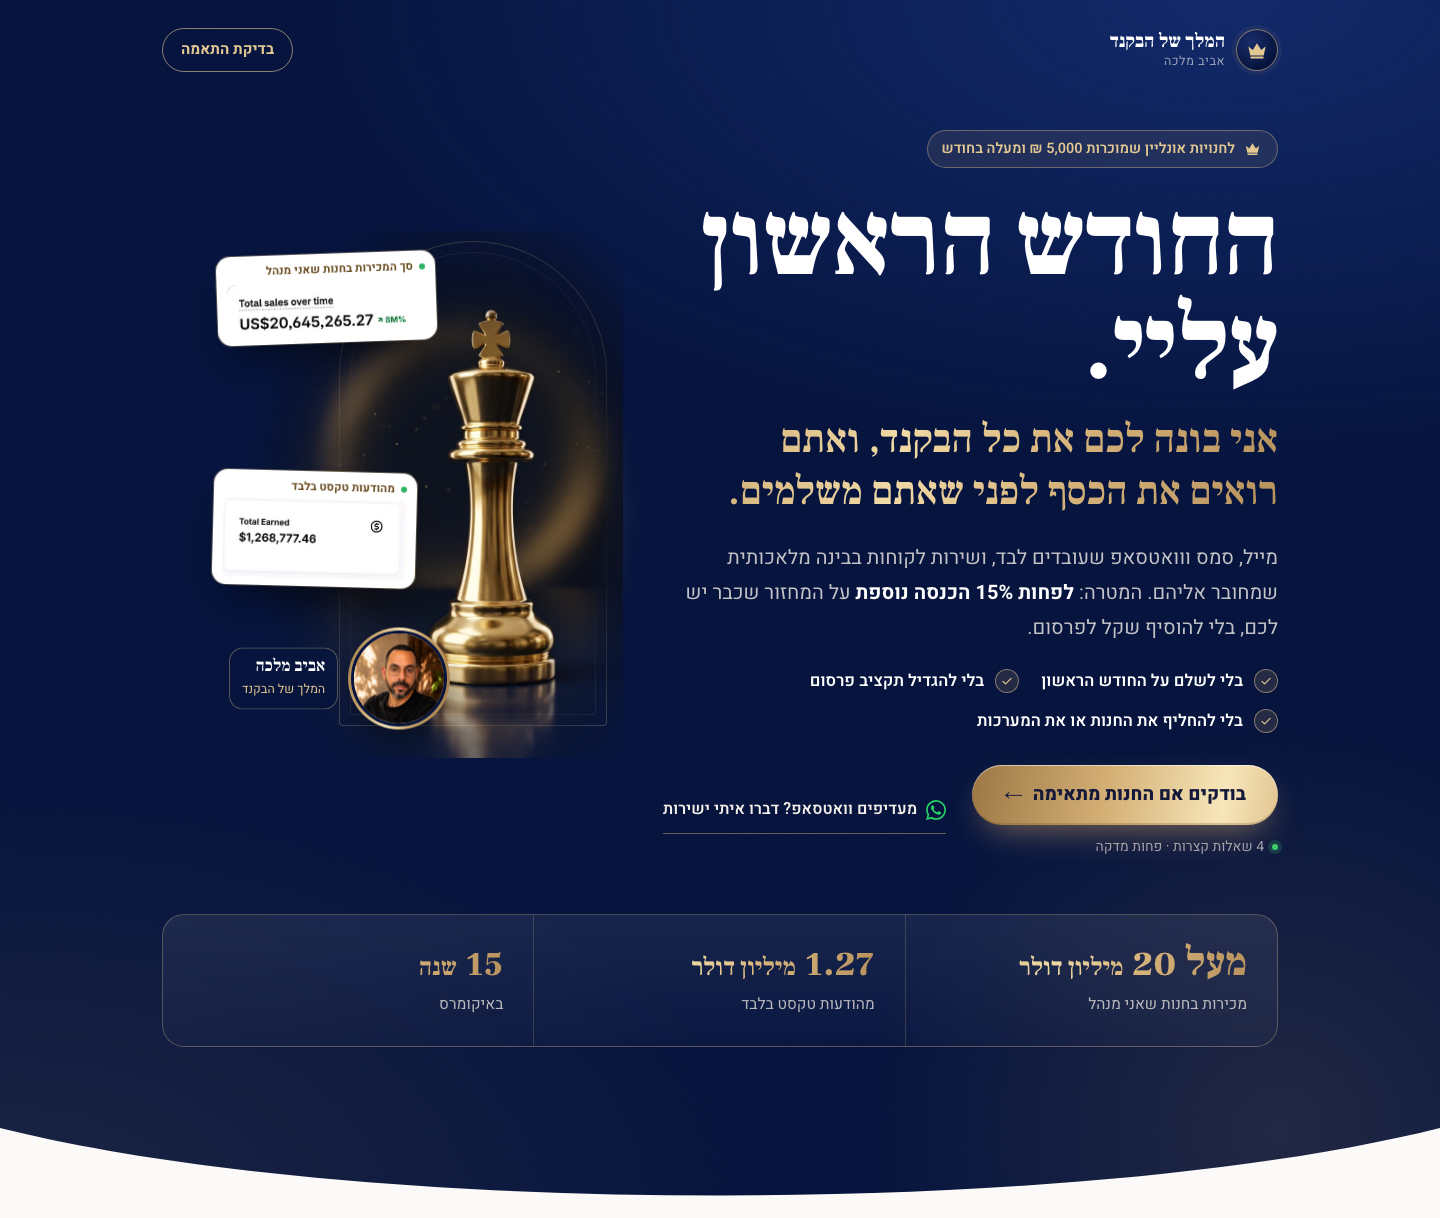 המלך של הבקנד
אביב מלכה
בדיקת התאמה
לחנויות אונליין שמוכרות 5,000 ₪ ומעלה בחודש
החודש הראשון
עליי.
אני בונה לכם את כל הבקנד, ואתם
רואים את הכסף לפני שאתם משלמים.
מייל, סמס וווואטסאפ שעובדים לבד, ושירות לקוחות בבינה מלאכותית
שמחובר אליהם. המטרה: לפחות 15% הכנסה נוספת על המחזור שכבר יש
לכם, בלי להוסיף שקל לפרסום.
בלי לשלם על החודש הראשון
בלי להגדיל תקציב פרסום
בלי להחליף את החנות או את המערכות
בודקים אם החנות מתאימה ←
מעדיפים וואטסאפ? דברו איתי ישירות
4 שאלות קצרות · פחות מדקה
סך המכירות בחנות שאני מנהל
Total sales over time
US$20,645,265.27 ↗ 8M%
מהודעות טקסט בלבד
Total Earned
$1,268,777.46
אביב מלכה
המלך של הבקנד
מעל 20 מיליון דולר
מכירות בחנות שאני מנהל
1.27 מיליון דולר
מהודעות טקסט בלבד
15 שנה
באיקומרס